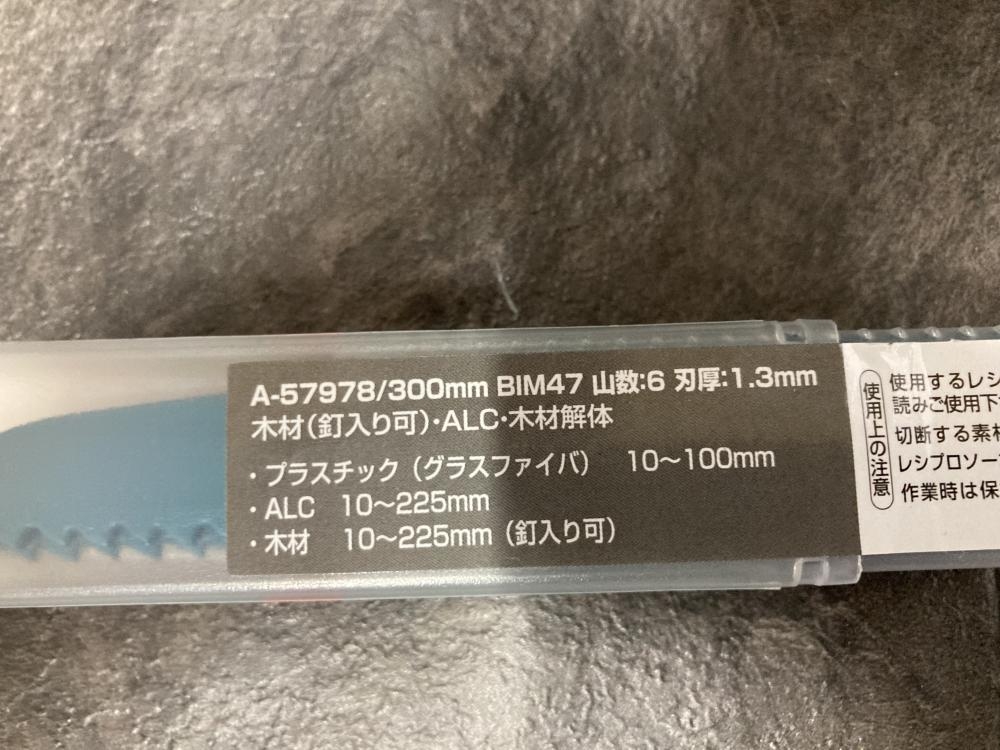 A-57978/300mm BIM47 山数:6 刃厚:1.3mm
木材（釘入り可）・ALC・木材解体
・プラスチック（グラスファイバ） 10～100mm
・ALC 10～225mm
・木材 10～225mm（釘入り可）
使用上の注意
使用するレシ
読みご使用下
切断する素材
レシプロソー
作業時は保